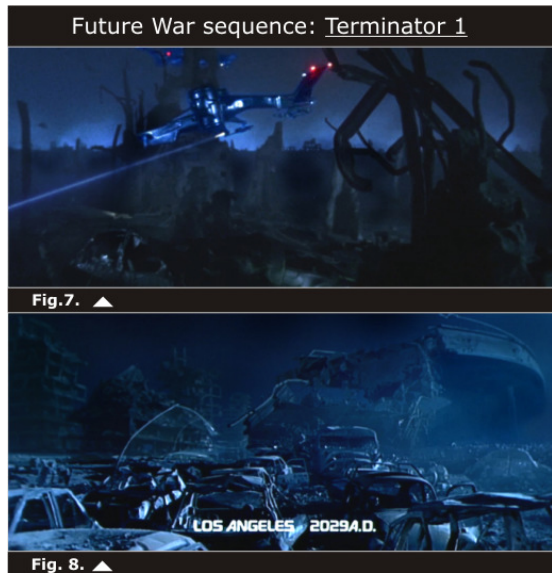 Future War sequence: Terminator 1
Fig.7.
LOS ANGELES 2029A.D.
Fig. 8.